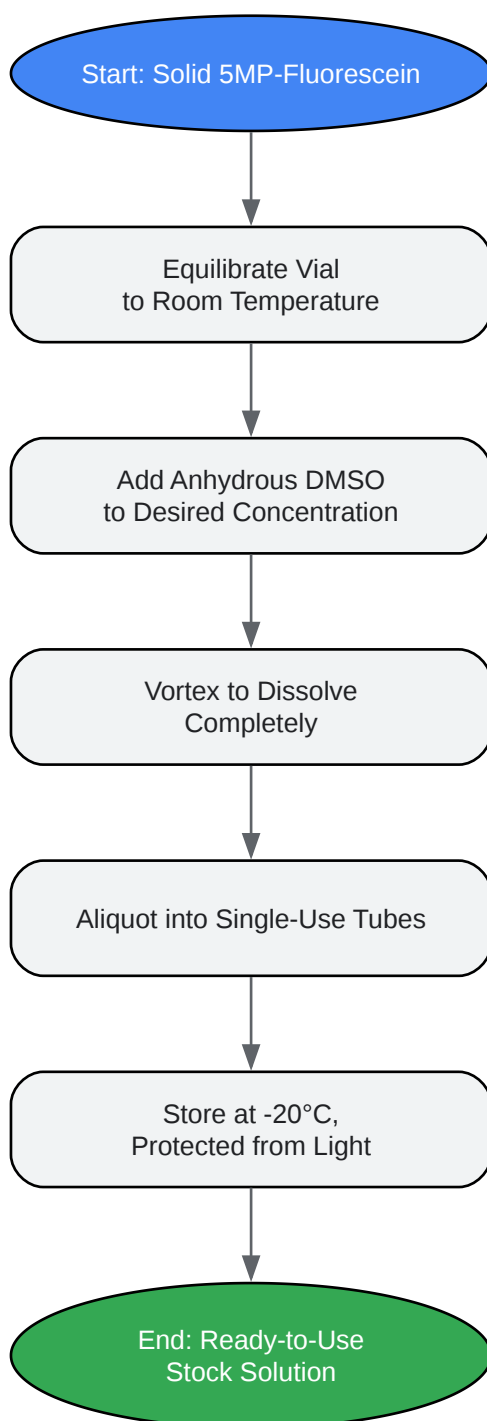 Start: Solid 5MP-Fluorescein
Equilibrate Vial
to Room Temperature
Add Anhydrous DMSO
to Desired Concentration
Vortex to Dissolve
Completely
Aliquot into Single-Use Tubes
Store at -20°C,
Protected from Light
End: Ready-to-Use
Stock Solution